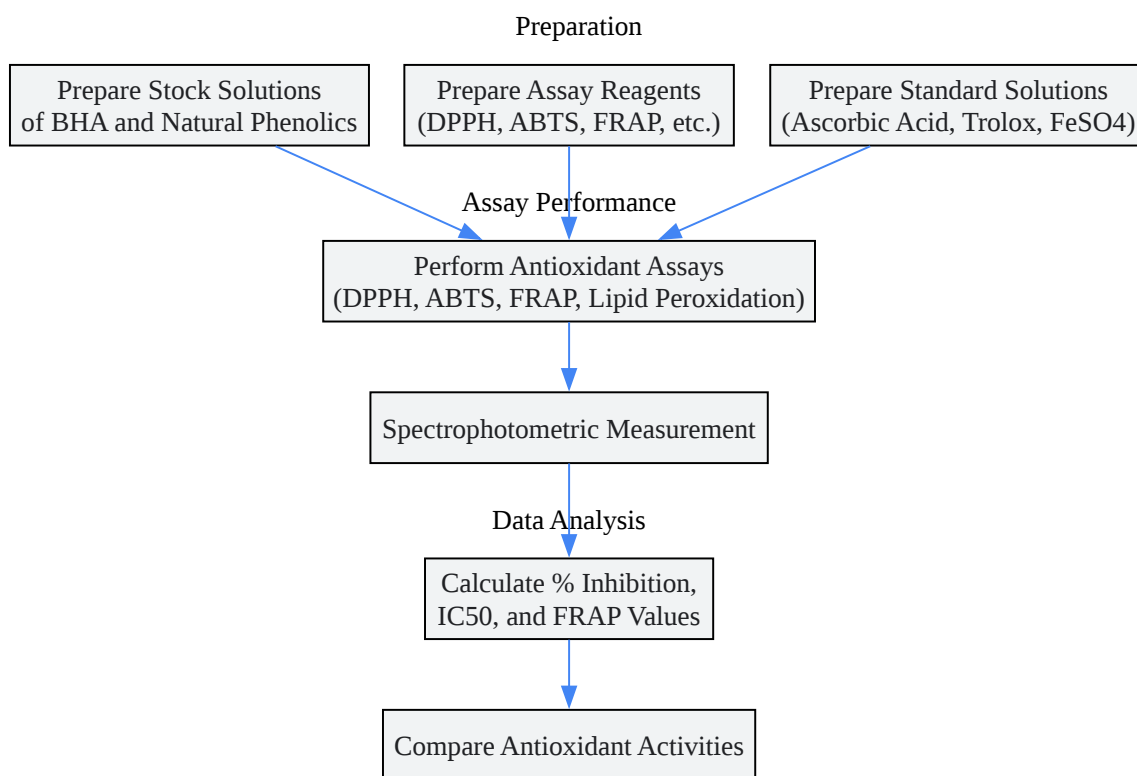 Preparation
Prepare Stock Solutions
of BHA and Natural Phenolics
Prepare Assay Reagents
(DPPH, ABTS, FRAP, etc.)
Prepare Standard Solutions
(Ascorbic Acid, Trolox, FeSO4)
Assay Performance
Perform Antioxidant Assays
(DPPH, ABTS, FRAP, Lipid Peroxidation)
Spectrophotometric Measurement
Data Analysis
Calculate % Inhibition,
IC50, and FRAP Values
Compare Antioxidant Activities